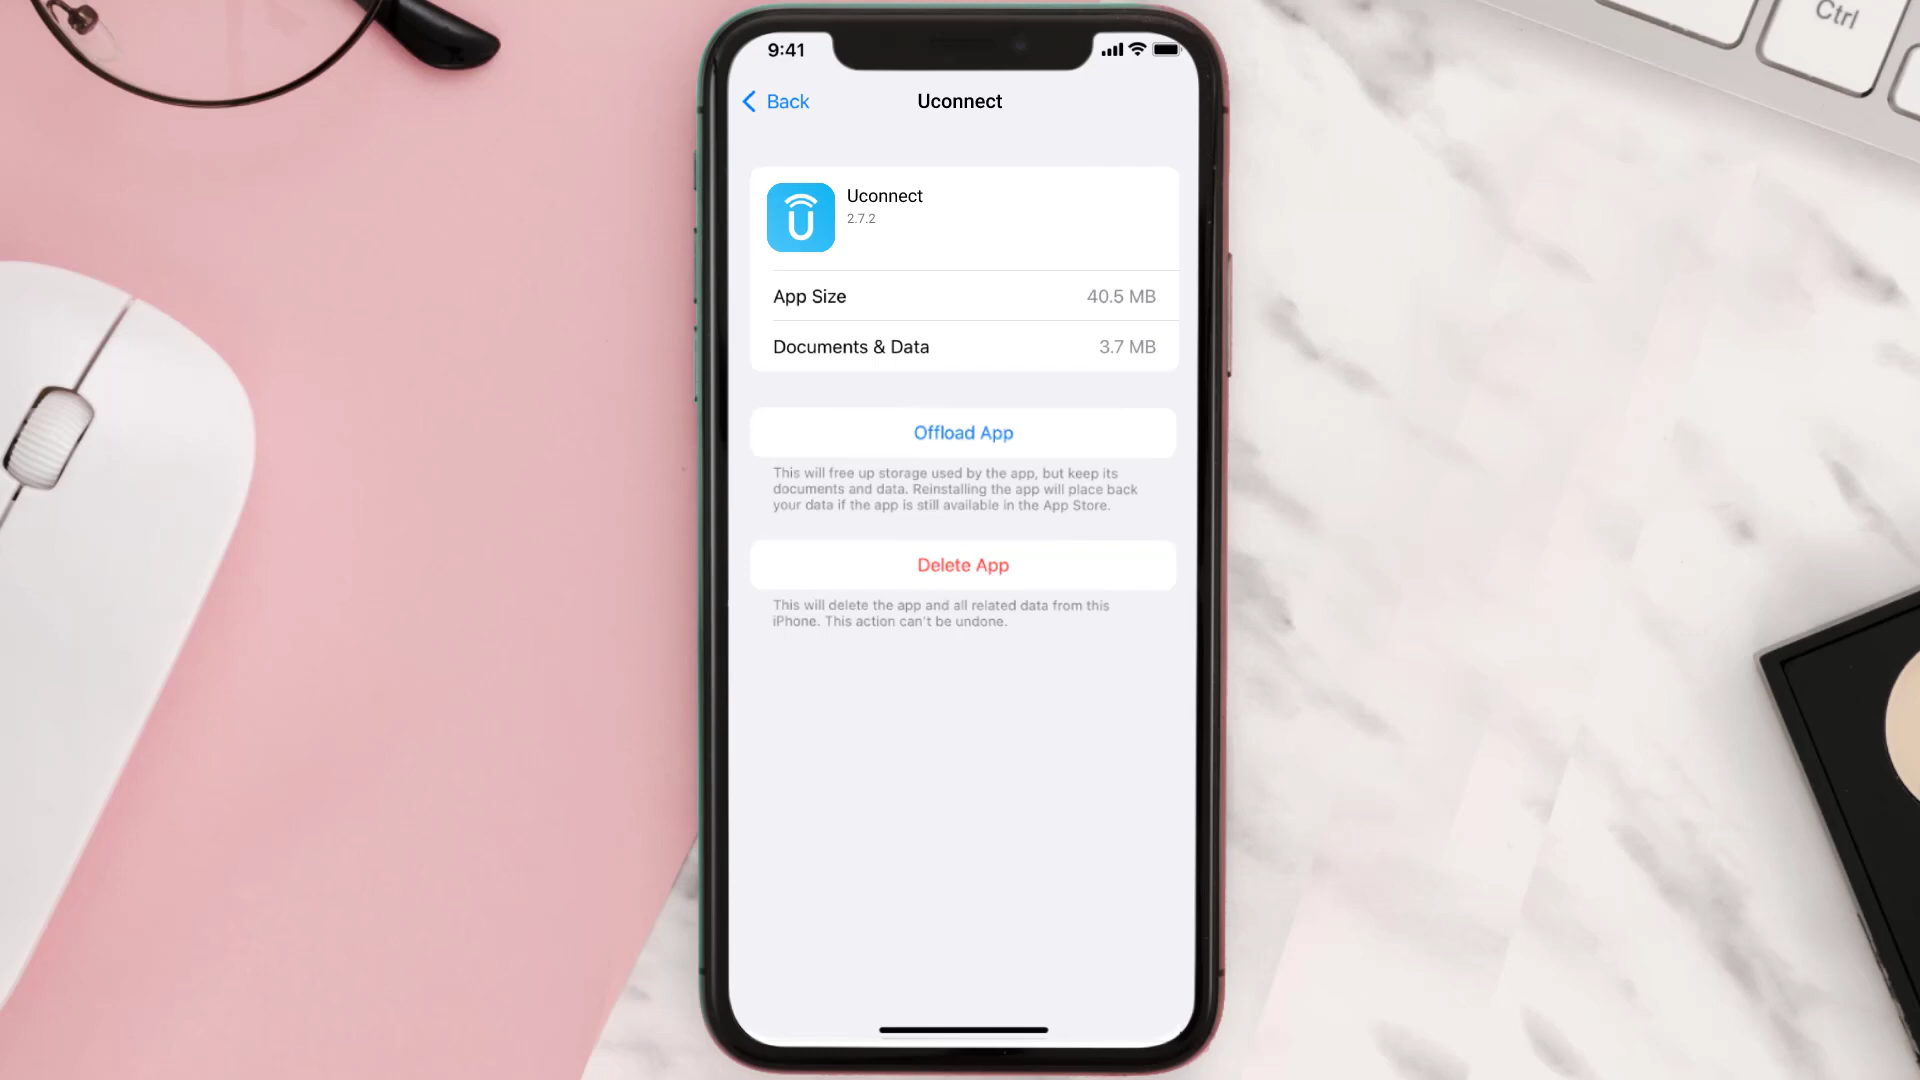 Ctrl
9:41
Back
Uconnect
Uconnect
2.7.2
App Size 40.5 MB
Documents & Data 3.7 MB
Offload App
This will free up storage used by the app, but keep its
documents and data. Reinstalling the app will place back
your data if the app is still available in the App Store.
Delete App
This will delete the app and all related data from this
iPhone. This action can't be undone.